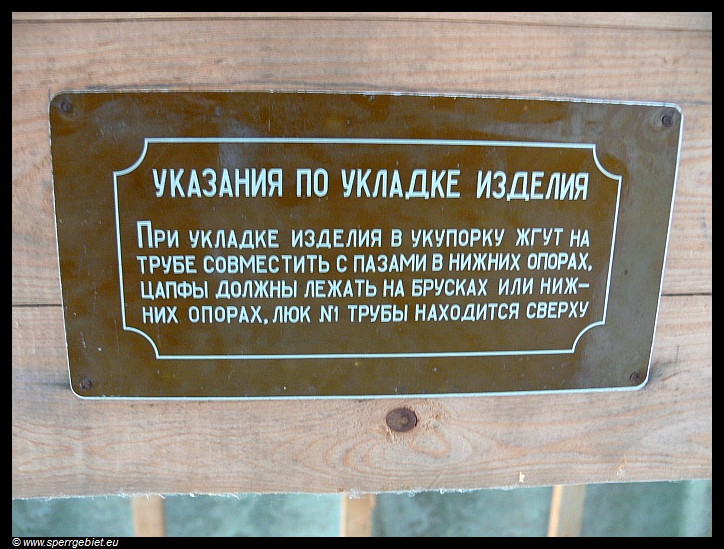 УКАЗАНИЯ ПО УКЛАДКЕ ИЗДЕЛИЯ
ПРИ УКЛАДКЕ ИЗДЕЛИЯ В УКУПОРКУ ЖГУТ НА
ТРУБЕ СОВМЕСТИТЬ С ПАЗАМИ В НИЖНИХ ОПОРАХ.
ЦАПФЫ ДОЛЖНЫ ЛЕЖАТЬ НА БРУСКАХ ИЛИ НИЖ-
НИХ ОПОРАХ, ЛЮК №1 ТРУБЫ НАХОДИТСЯ СВЕРХУ
© www.sperrgebiet.eu